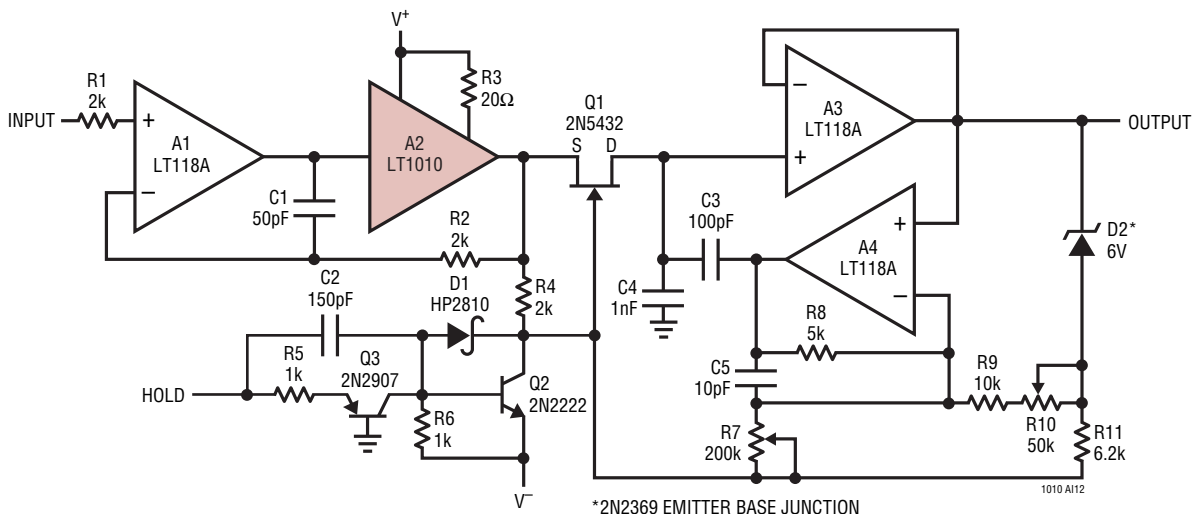 V+
R3
20Ω
R1
2k
INPUT
+
A1
LT118A
−
A2
LT1010
Q1
2N5432
S D
−
A3
LT118A
+
OUTPUT
C1
50pF
R2
2k
C3
100pF
+
A4
LT118A
−
D2*
6V
C2
150pF
D1
HP2810
R4
2k
C4
1nF
R8
5k
R5
1k
Q3
2N2907
HOLD
Q2
2N2222
C5
10pF
R9
10k
R6
1k
R7
200k
R10
50k
R11
6.2k
V−
1010 AI12
*2N2369 EMITTER BASE JUNCTION